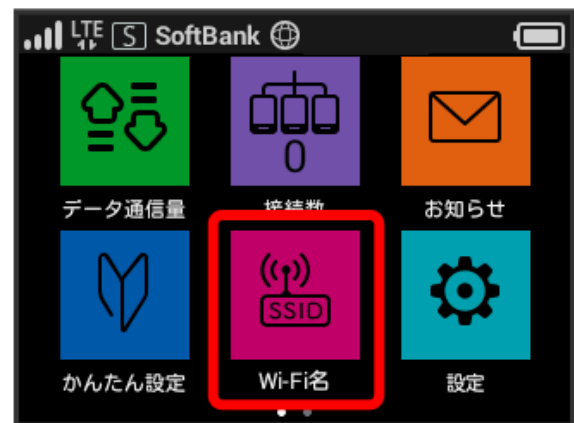 LTE S SoftBank
0
データ通信量 接続数 お知らせ
SSID
かんたん設定 Wi-Fi名 設定